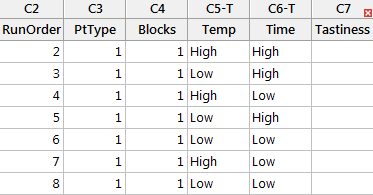 C2 C3 C4 C5-T C6-T C7
RunOrder PtType Blocks Temp Time Tastiness
2 1 1 High High
3 1 1 Low High
4 1 1 High Low
5 1 1 Low High
6 1 1 Low Low
7 1 1 High Low
8 1 1 Low Low